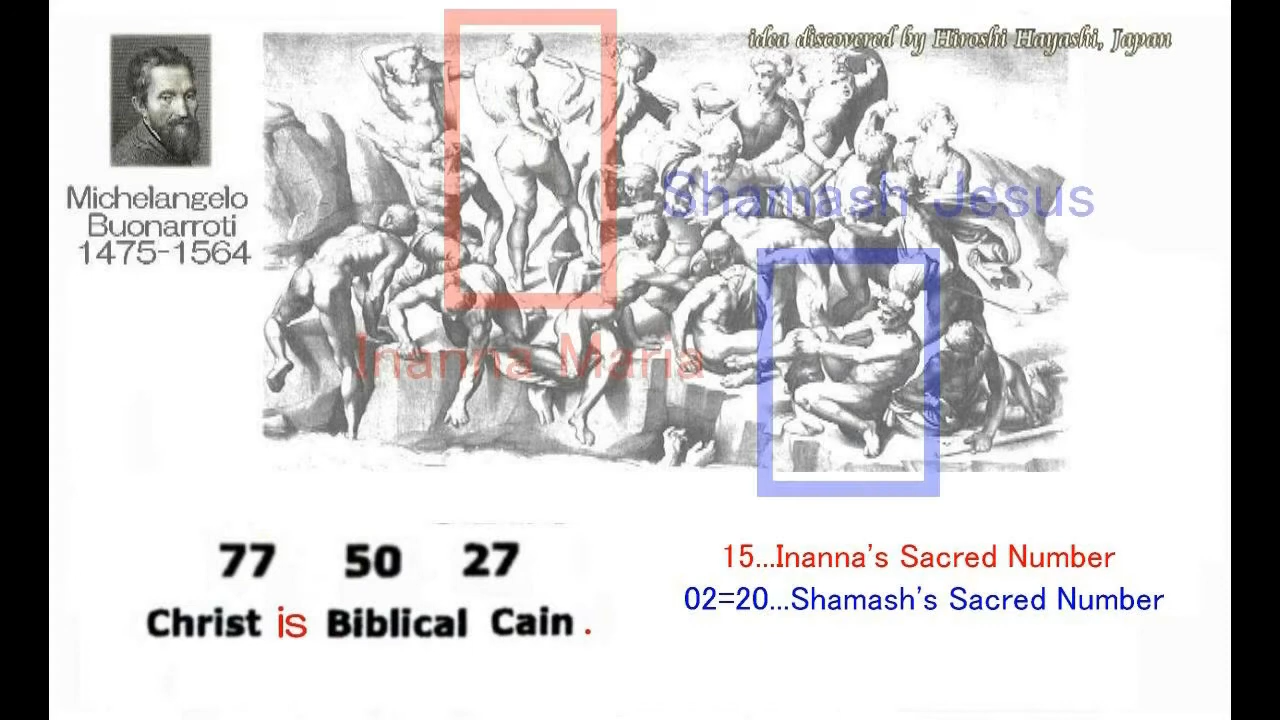 idea discovered by Hiroshi Hayashi, Japan
Michelangelo
Buonarroti
1475-1564
Shamash Jesus
Inanna Maria
77 50 27
Christ is Biblical Cain.
15...Inanna's Sacred Number
02=20...Shamash's Sacred Number